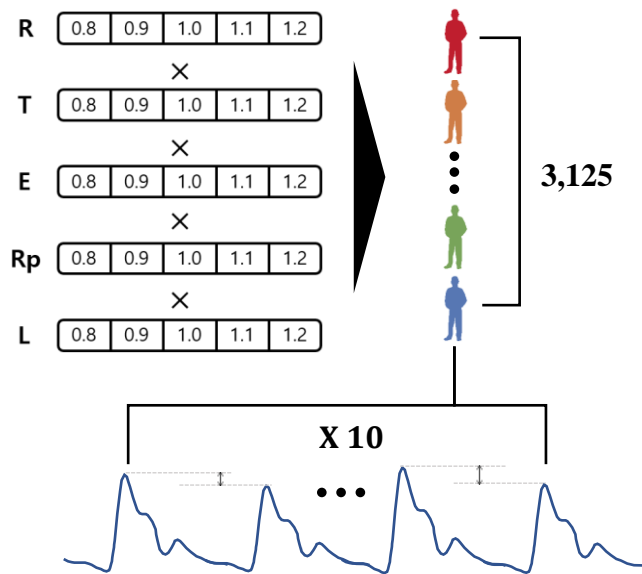 R 0.8 0.9 1.0 1.1 1.2
×
T 0.8 0.9 1.0 1.1 1.2
×
E 0.8 0.9 1.0 1.1 1.2
×
Rp 0.8 0.9 1.0 1.1 1.2
×
L 0.8 0.9 1.0 1.1 1.2
3,125
X 10